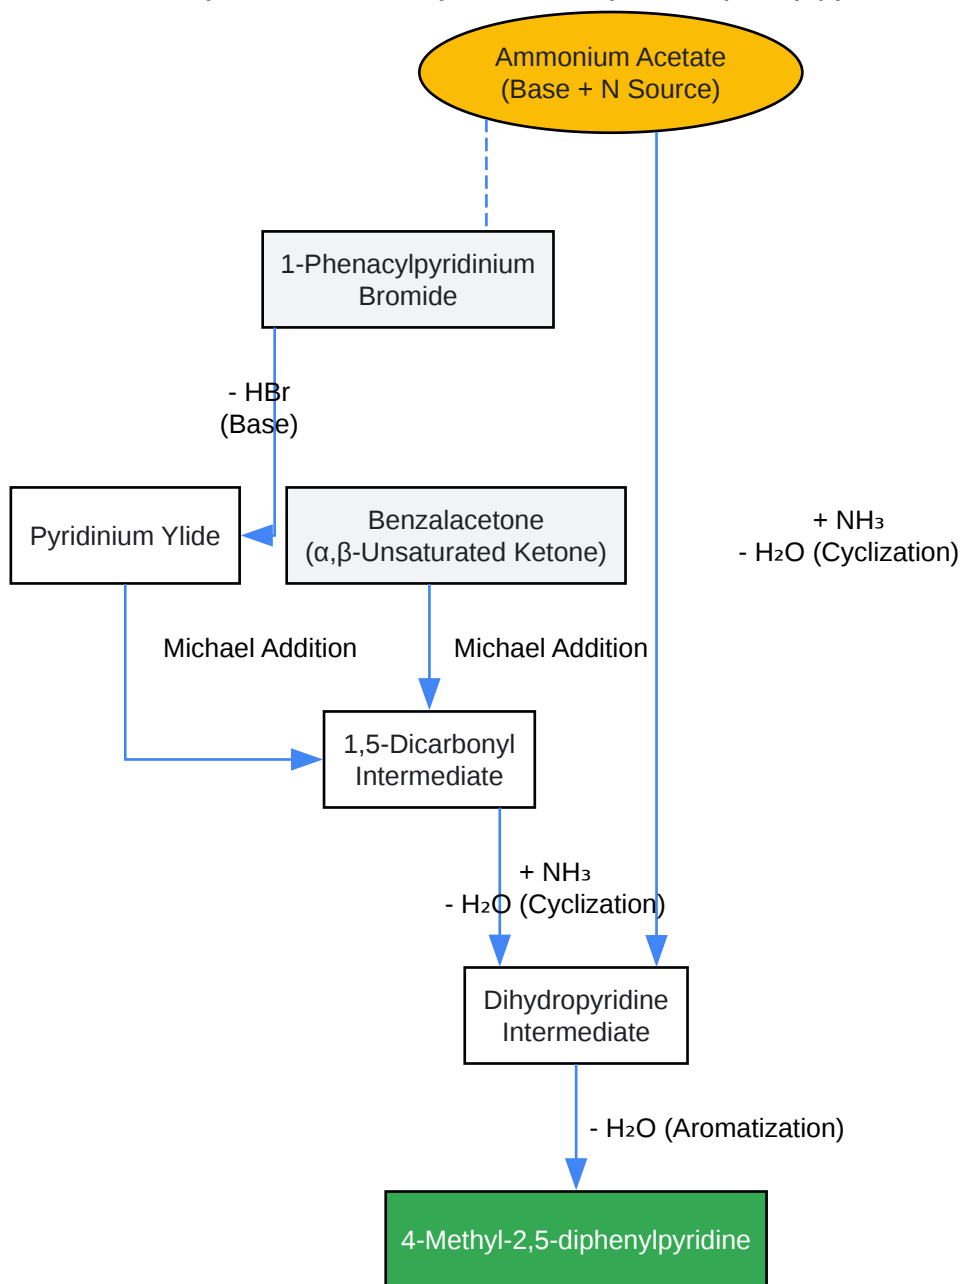 Ammonium Acetate
(Base + N Source)
1-Phenacylpyridinium
Bromide
- HBr
(Base)
Pyridinium Ylide
Benzalacetone
(α,β-Unsaturated Ketone)
+ NH₃
- H₂O (Cyclization)
Michael Addition
Michael Addition
1,5-Dicarbonyl
Intermediate
+ NH₃
- H₂O (Cyclization)
Dihydropyridine
Intermediate
- H₂O (Aromatization)
4-Methyl-2,5-diphenylpyridine